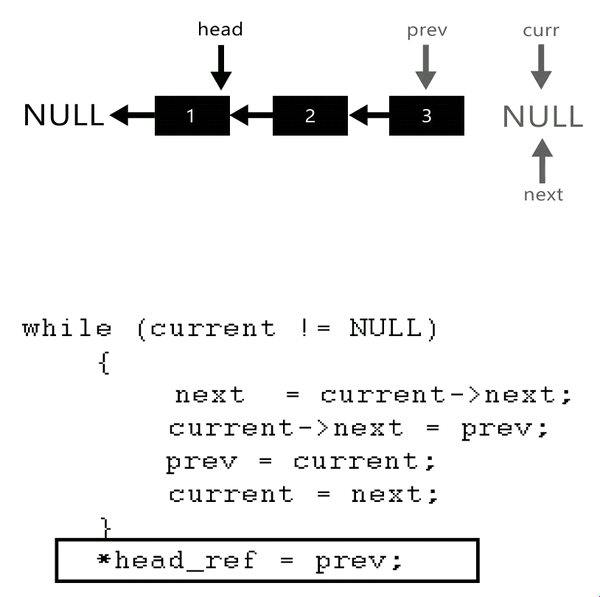 head prev curr
NULL 1 2 3 NULL
next
while (current != NULL)
{
next = current->next;
current->next = prev;
prev = current;
current = next;
}
*head_ref = prev;